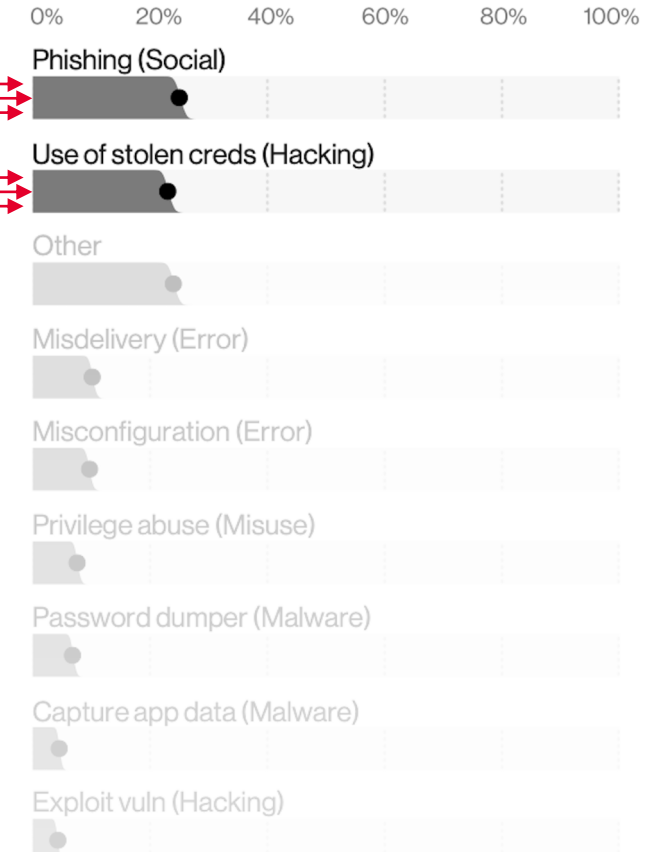 0% 20% 40% 60% 80% 100%
Phishing (Social)
Use of stolen creds (Hacking)
Other
Misdelivery (Error)
Misconfiguration (Error)
Privilege abuse (Misuse)
Password dumper (Malware)
Capture app data (Malware)
Exploit vuln (Hacking)